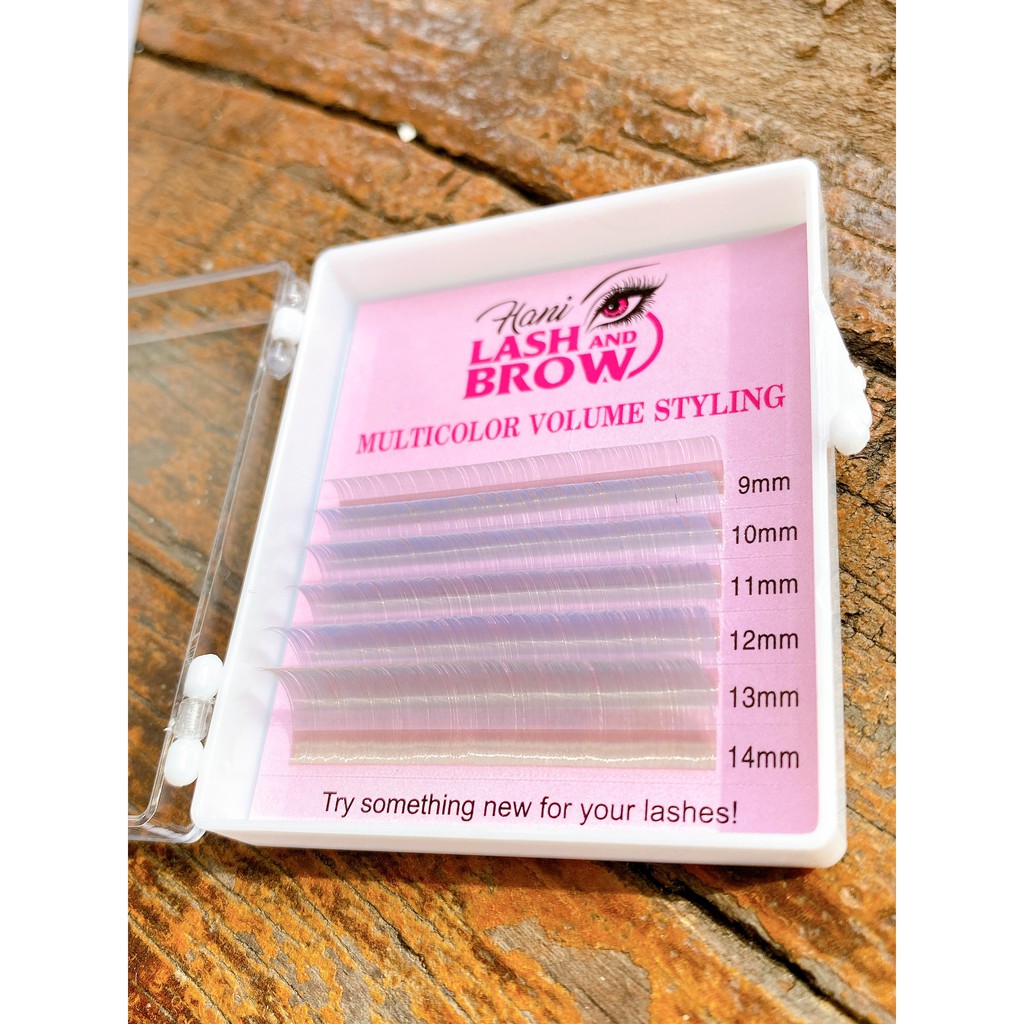 Hani
LASH AND
BROW
MULTICOLOR VOLUME STYLING
9mm
10mm
11mm
12mm
13mm
14mm
Try something new for your lashes!